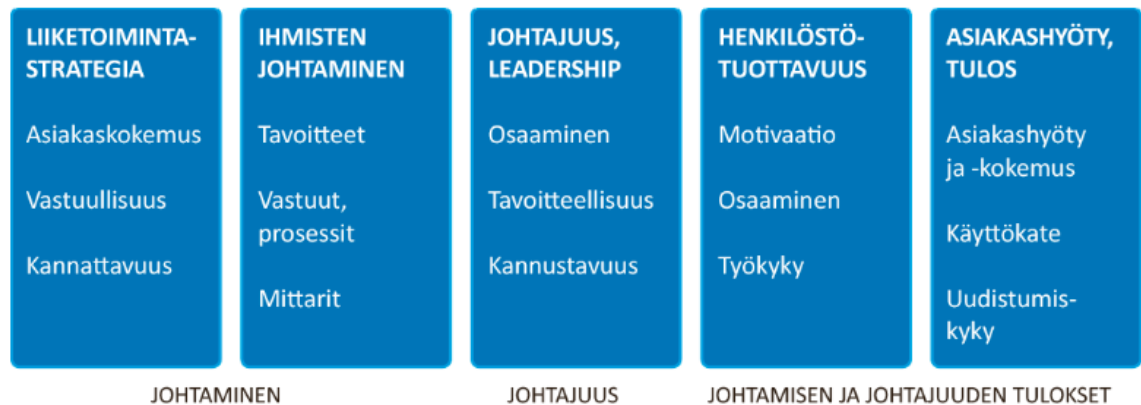 LIIKETOIMINTA-
STRATEGIA
Asiakaskokemus
Vastuullisuus
Kannattavuus
IHMISTEN
JOHTAMINEN
Tavoitteet
Vastuut,
prosessit
Mittarit
JOHTAJUUS,
LEADERSHIP
Osaaminen
Tavoitteellisuus
Kannustavuus
HENKILÖSTÖ-
TUOTTAVUUS
Motivaatio
Osaaminen
Työkyky
ASIAKASHYÖTY,
TULOS
Asiakashyöty
ja -kokemus
Käyttökate
Uudistumis-
kyky
JOHTAMINEN
JOHTAJUUS
JOHTAMISEN JA JOHTAJUUDEN TULOKSET